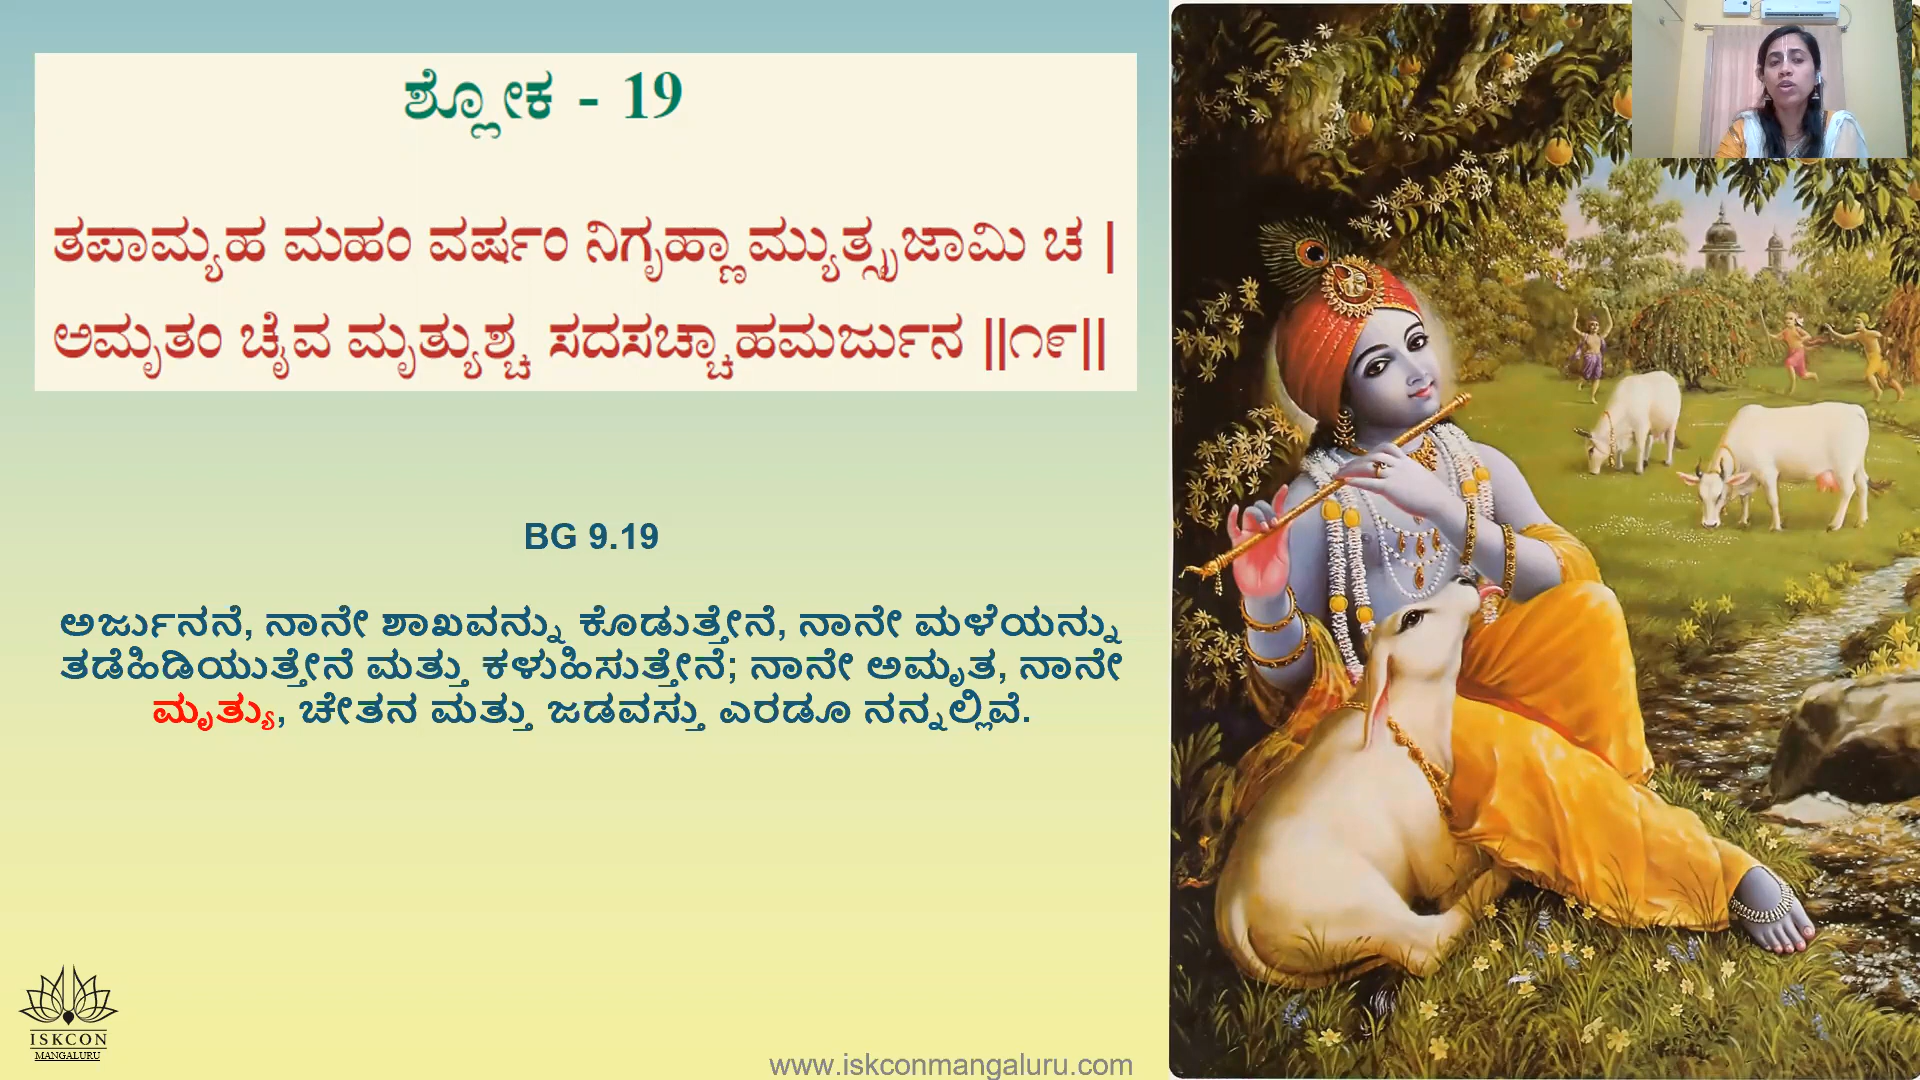 ಶ್ಲೋಕ - 19
ತಪಾಮ್ಯಹ ಮಹಂ ವರ್ಷಂ ನಿಗೃಹ್ಣಾಮ್ಯುತ್ಸೃಜಾಮಿ ಚ |
ಅಮೃತಂ ಚೈವ ಮೃತ್ಯುಶ್ಚ ಸದಸಚ್ಚಾಹಮರ್ಜುನ ||೧೯||
BG 9.19
ಅರ್ಜುನನೆ, ನಾನೇ ಶಾಖವನ್ನು ಕೊಡುತ್ತೇನೆ, ನಾನೇ ಮಳೆಯನ್ನು
ತಡೆಹಿಡಿಯುತ್ತೇನೆ ಮತ್ತು ಕಳುಹಿಸುತ್ತೇನೆ; ನಾನೇ ಅಮೃತ, ನಾನೇ
ಮೃತ್ಯು, ಚೇತನ ಮತ್ತು ಜಡವಸ್ತು ಎರಡೂ ನನ್ನಲ್ಲಿವೆ.
ISKCON
MANGALURU
www.iskconmangaluru.com